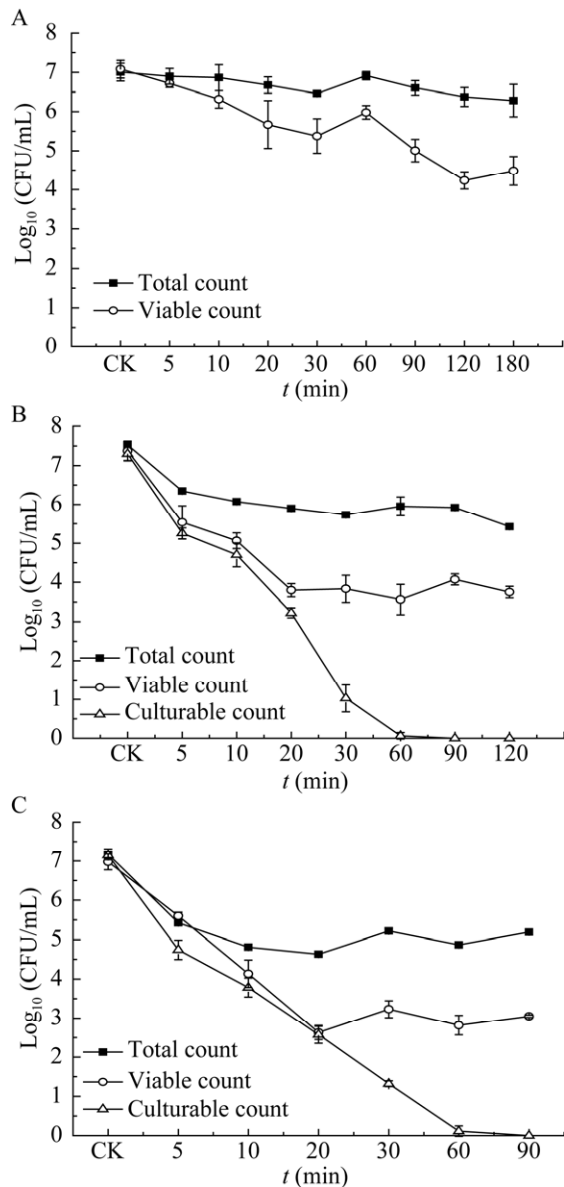 A
8
7
6
5
4
3
2
1
0
Log₁₀ (CFU/mL)
Total count
Viable count
CK 5 10 20 30 60 90 120 180
t (min)
B
8
7
6
5
4
3
2
1
0
Log₁₀ (CFU/mL)
Total count
Viable count
Culturable count
CK 5 10 20 30 60 90 120
t (min)
C
8
7
6
5
4
3
2
1
0
Log₁₀ (CFU/mL)
Total count
Viable count
Culturable count
CK 5 10 20 30 60 90
t (min)